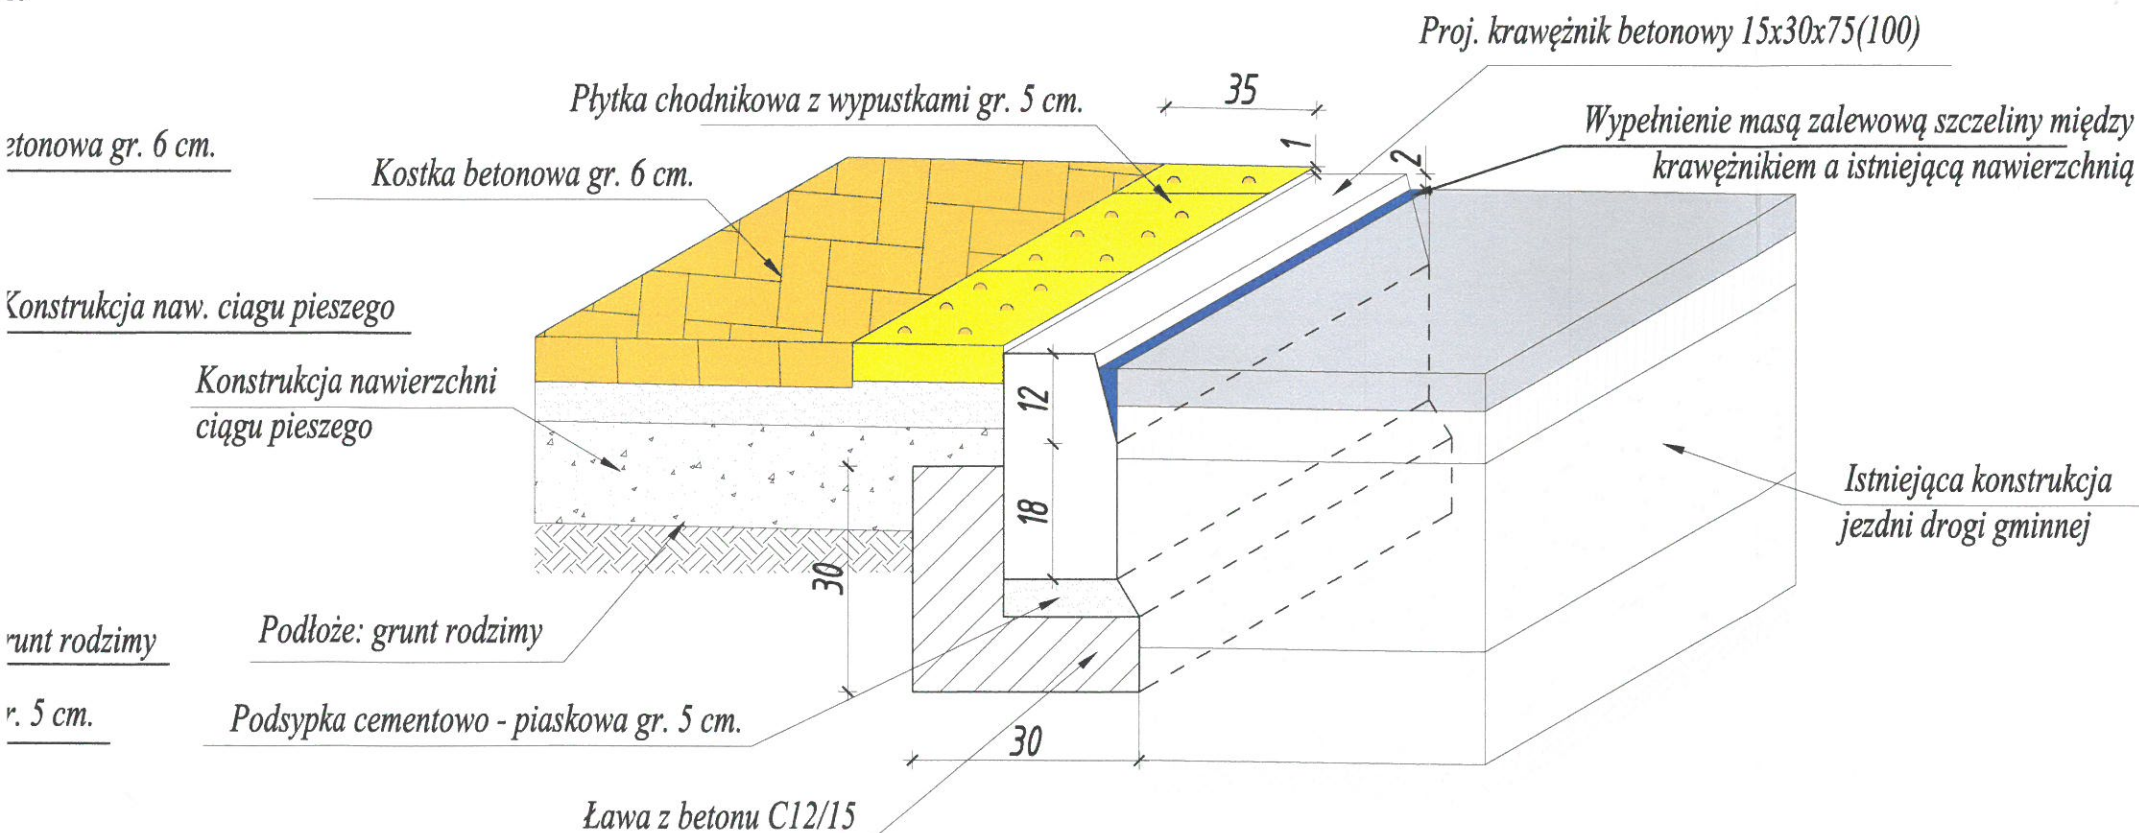 Proj. krawężnik betonowy 15x30x75(100)
Płytka chodnikowa z wypustkami gr. 5 cm.
35
Wypełnienie masą zalewową szczeliny między
krawężnikiem a istniejącą nawierzchnią
1
2
gr. 6 cm.
Kostka betonowa gr. 6 cm.
Konstrukcja naw. ciagu pieszego
Konstrukcja nawierzchni
ciągu pieszego
12
18
30
Istniejąca konstrukcja
jezdni drogi gminnej
rodzimy
Podłoże: grunt rodzimy
5 cm.
Podsypka cementowo - piaskowa gr. 5 cm.
30
Ława z betonu C12/15